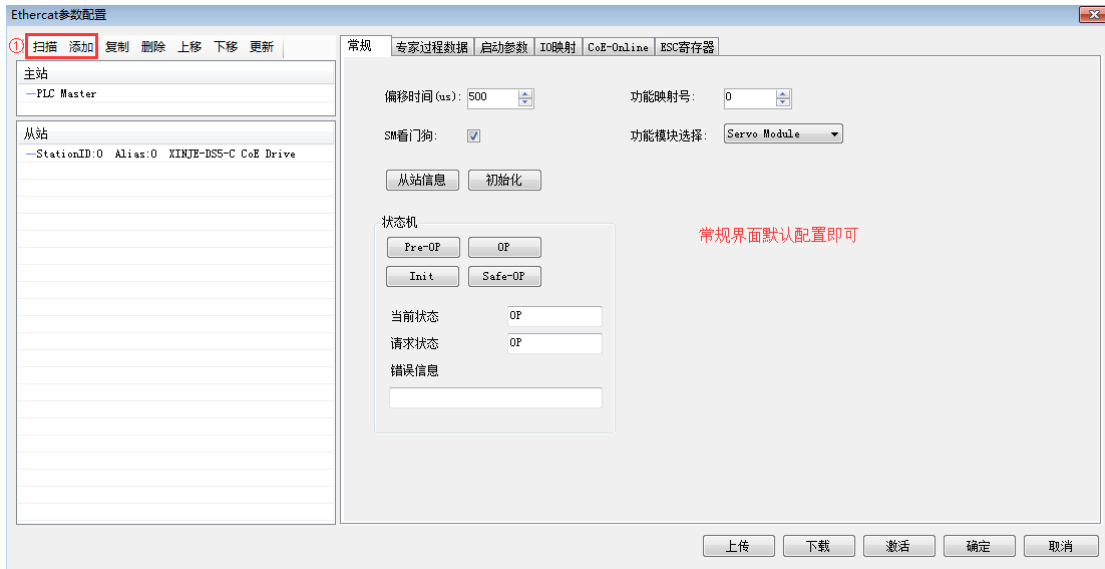 Ethercat参数配置
① 扫描 添加 复制 删除 上移 下移 更新
主站
PLC Master
从站
StationID:0 Alias:0 XINJE-DS5-C CoE Drive
常规 专家过程数据 启动参数 IO映射 CoE-Online ESC寄存器
偏移时间(us): 500 功能映射号: 0
SM看门狗: 功能模块选择: Servo Module
从站信息 初始化
状态机
Pre-OP OP
Init Safe-OP
常规界面默认配置即可
当前状态 OP
请求状态 OP
错误信息
上传 下载 激活 确定 取消